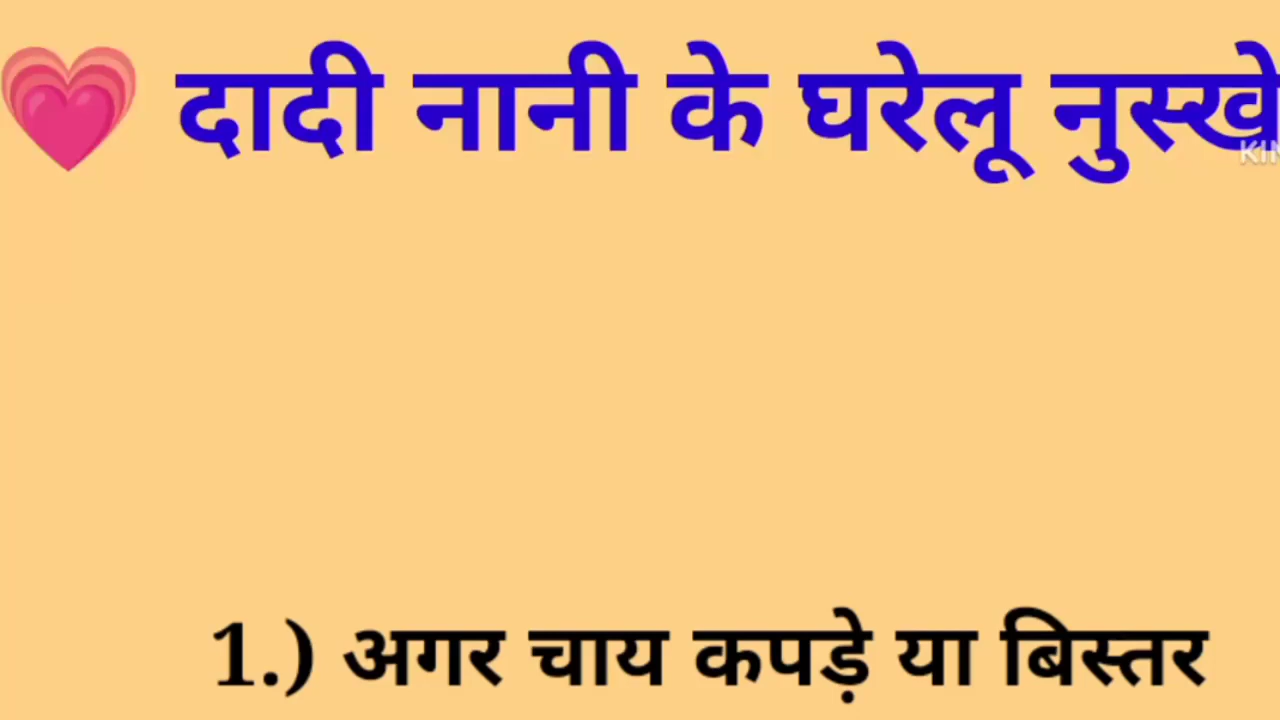 💗 दादी नानी के घरेलू नुस्खे
1.) अगर चाय कपड़े या बिस्तर